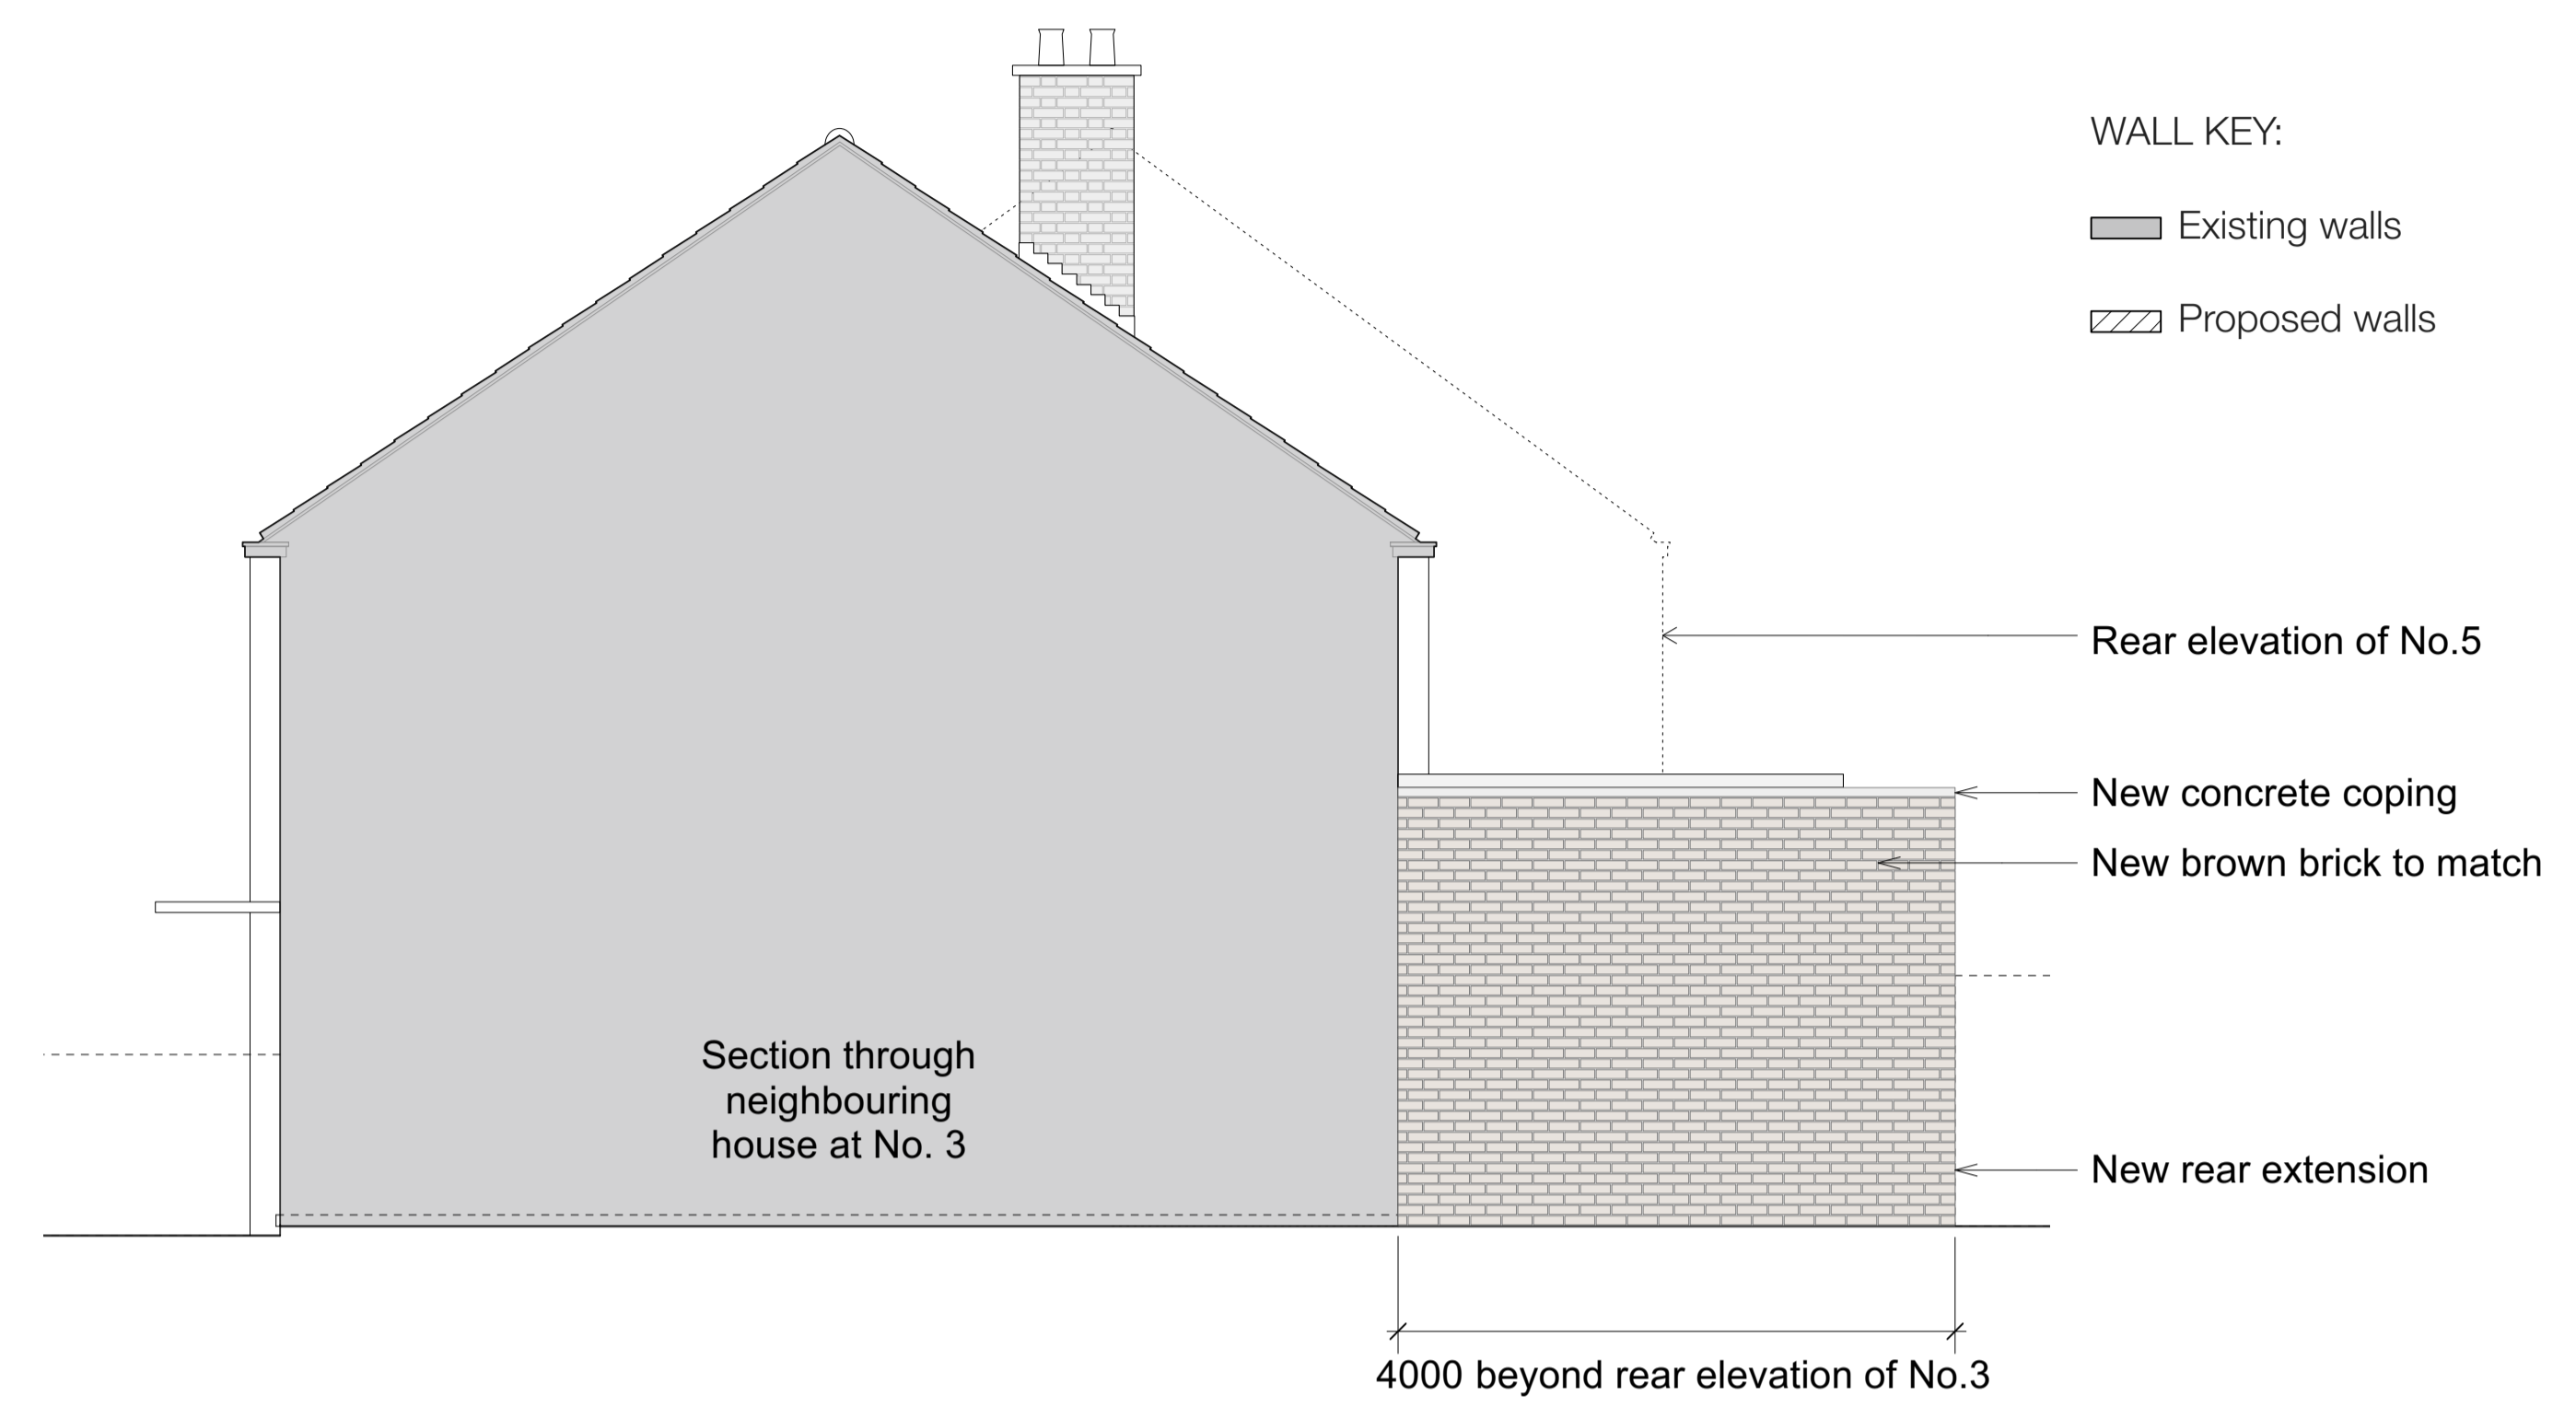 WALL KEY:
Existing walls
Proposed walls
Rear elevation of No.5
New concrete coping
New brown brick to match
Section through
neighbouring
house at No. 3
New rear extension
4000 beyond rear elevation of No.3